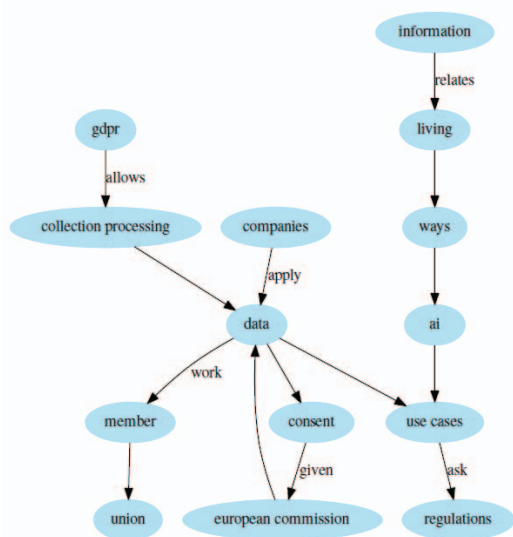 information
relates
gdpr
living
allows
collection processing
companies
ways
apply
data
ai
work
member
consent
use cases
given
ask
union
european commission
regulations